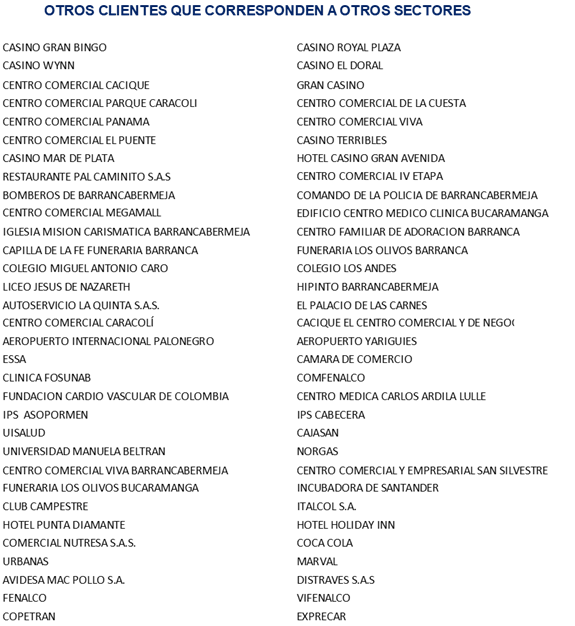 OTROS CLIENTES QUE CORRESPONDEN A OTROS SECTORES
CASINO GRAN BINGO CASINO ROYAL PLAZA
CASINO WYNN CASINO EL DORAL
CENTRO COMERCIAL CACIQUE GRAN CASINO
CENTRO COMERCIAL PARQUE CARACOLI CENTRO COMERCIAL DE LA CUESTA
CENTRO COMERCIAL PANAMA CENTRO COMERCIAL VIVA
CENTRO COMERCIAL EL PUENTE CASINO TERRIBLES
CASINO MAR DE PLATA HOTEL CASINO GRAN AVENIDA
RESTAURANTE PAL CAMINITO S.A.S CENTRO COMERCIAL IV ETAPA
BOMBEROS DE BARRANCABERMEJA COMANDO DE LA POLICIA DE BARRANCABERMEJA
CENTRO COMERCIAL MEGAMALL EDIFICIO CENTRO MEDICO CLINICA BUCARAMANGA
IGLESIA MISION CARISMATICA BARRANCABERMEJA CENTRO FAMILIAR DE ADORACION BARRANCA
CAPILLA DE LA FE FUNERARIA BARRANCA FUNERARIA LOS OLIVOS BARRANCA
COLEGIO MIGUEL ANTONIO CARO COLEGIO LOS ANDES
LICEO JESUS DE NAZARETH HIPINTO BARRANCABERMEJA
AUTOSERVICIO LA QUINTA S.A.S. EL PALACIO DE LAS CARNES
CENTRO COMERCIAL CARACOLÍ CACIQUE EL CENTRO COMERCIAL Y DE NEGOC
AEROPUERTO INTERNACIONAL PALONEGRO AEROPUERTO YARIGUIES
ESSA CAMARA DE COMERCIO
CLINICA FOSUNAB COMFENALCO
FUNDACION CARDIO VASCULAR DE COLOMBIA CENTRO MEDICA CARLOS ARDILA LULLE
IPS ASOPORMEN IPS CABECERA
UISALUD CAJASAN
UNIVERSIDAD MANUELA BELTRAN NORGAS
CENTRO COMERCIAL VIVA BARRANCABERMEJA CENTRO COMERCIAL Y EMPRESARIAL SAN SILVESTRE
FUNERARIA LOS OLIVOS BUCARAMANGA INCUBADORA DE SANTANDER
CLUB CAMPESTRE ITALCOL S.A.
HOTEL PUNTA DIAMANTE HOTEL HOLIDAY INN
COMERCIAL NUTRESA S.A.S. COCA COLA
URBANAS MARVAL
AVIDESA MAC POLLO S.A. DISTRAVES S.A.S
FENALCO VIFENALCO
COPETRAN EXPRECAR